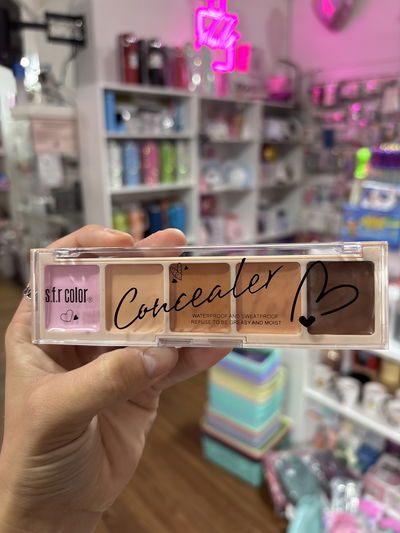 s.f.r color®
Concealer
WATERPROOF AND SWEATPROOF
REFUSE TO BE GREASY AND MOIST